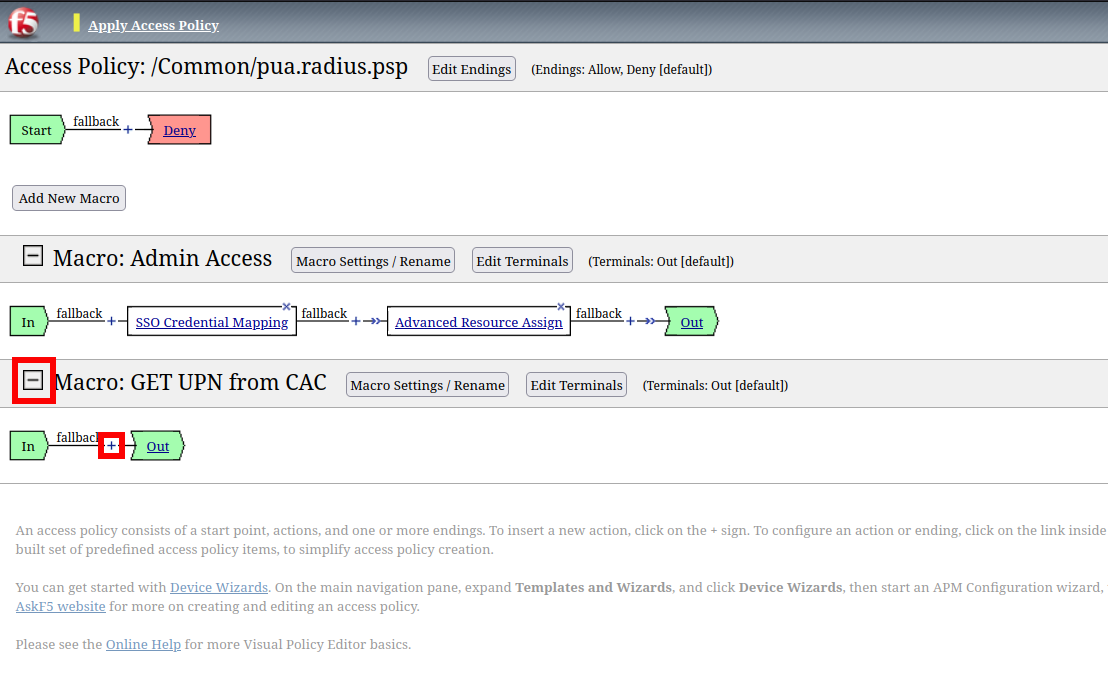 f5
Apply Access Policy
Access Policy: /Common/pua.radius.psp Edit Endings (Endings: Allow, Deny [default])
Start fallback + Deny
Add New Macro
Macro: Admin Access Macro Settings / Rename Edit Terminals (Terminals: Out [default])
In fallback + SSO Credential Mapping fallback + Advanced Resource Assign fallback + Out
Macro: GET UPN from CAC Macro Settings / Rename Edit Terminals (Terminals: Out [default])
In fallback + Out
An access policy consists of a start point, actions, and one or more endings. To insert a new action, click on the + sign. To configure an action or ending, click on the link inside
built set of predefined access policy items, to simplify access policy creation.
You can get started with Device Wizards. On the main navigation pane, expand Templates and Wizards, and click Device Wizards, then start an APM Configuration wizard,
AskF5 website for more on creating and editing an access policy.
Please see the Online Help for more Visual Policy Editor basics.